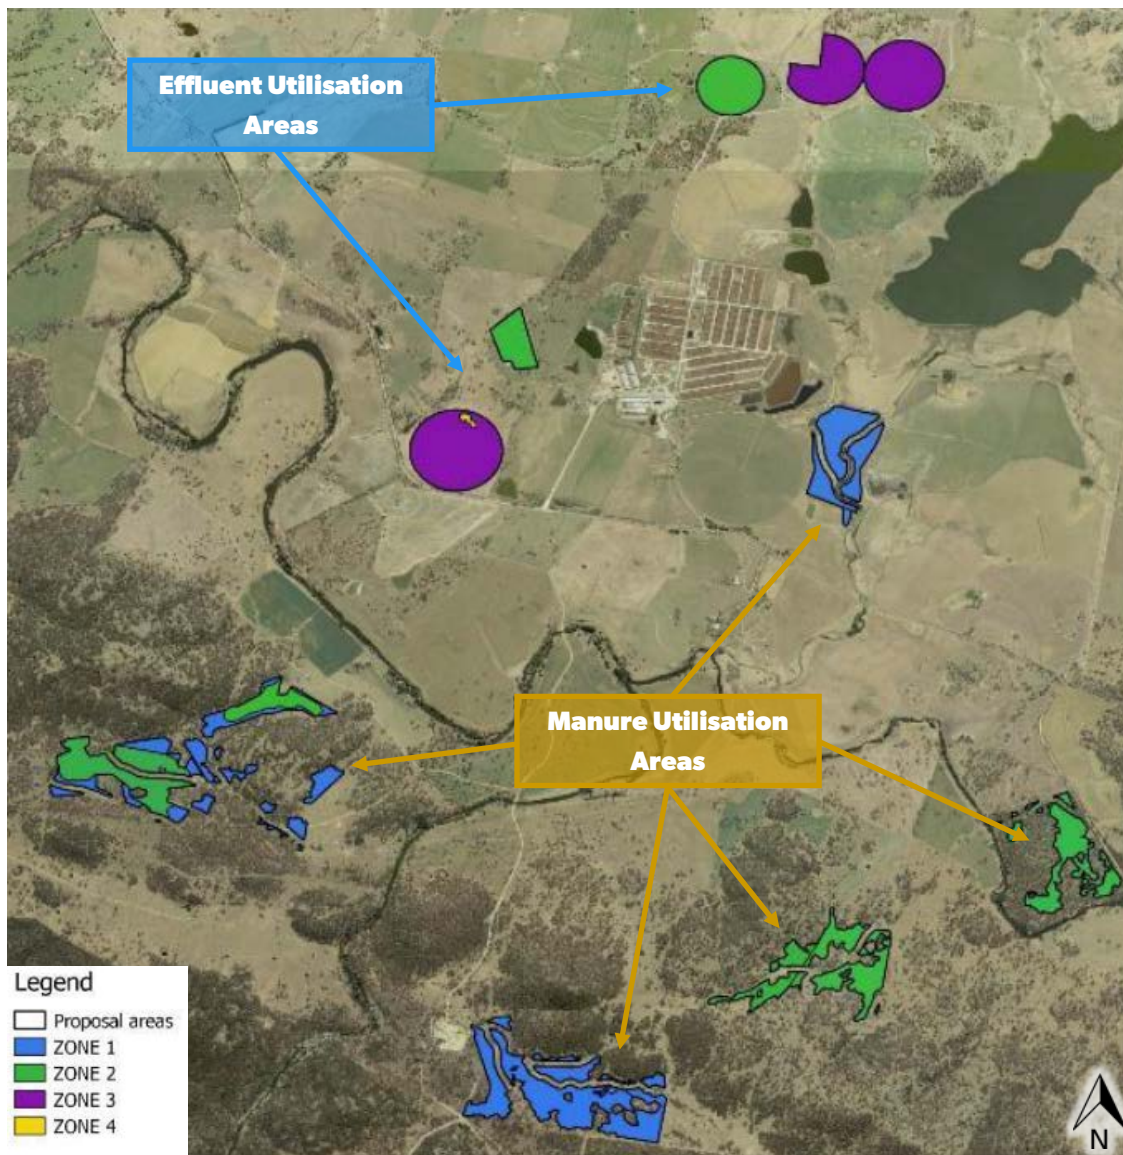 Effluent Utilisation
Areas
Manure Utilisation
Areas
Legend
Proposal areas
ZONE 1
ZONE 2
ZONE 3
ZONE 4
N